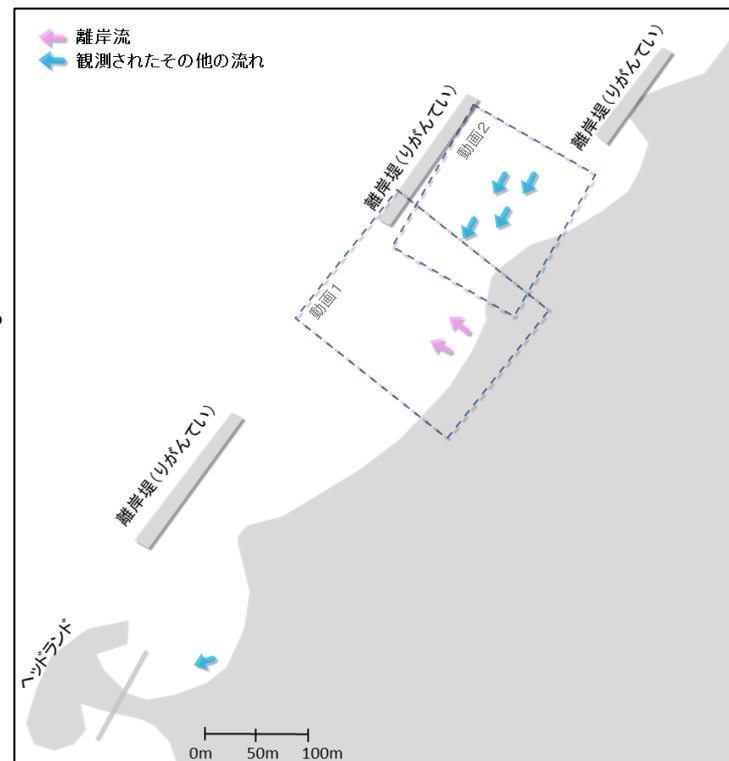 離岸流
観測されたその他の流れ
離岸堤(りがんてい)
離岸堤(りがんてい)
動画2
動画1
離岸堤(りがんてい)
ヘッドランド
0m 50m 100m